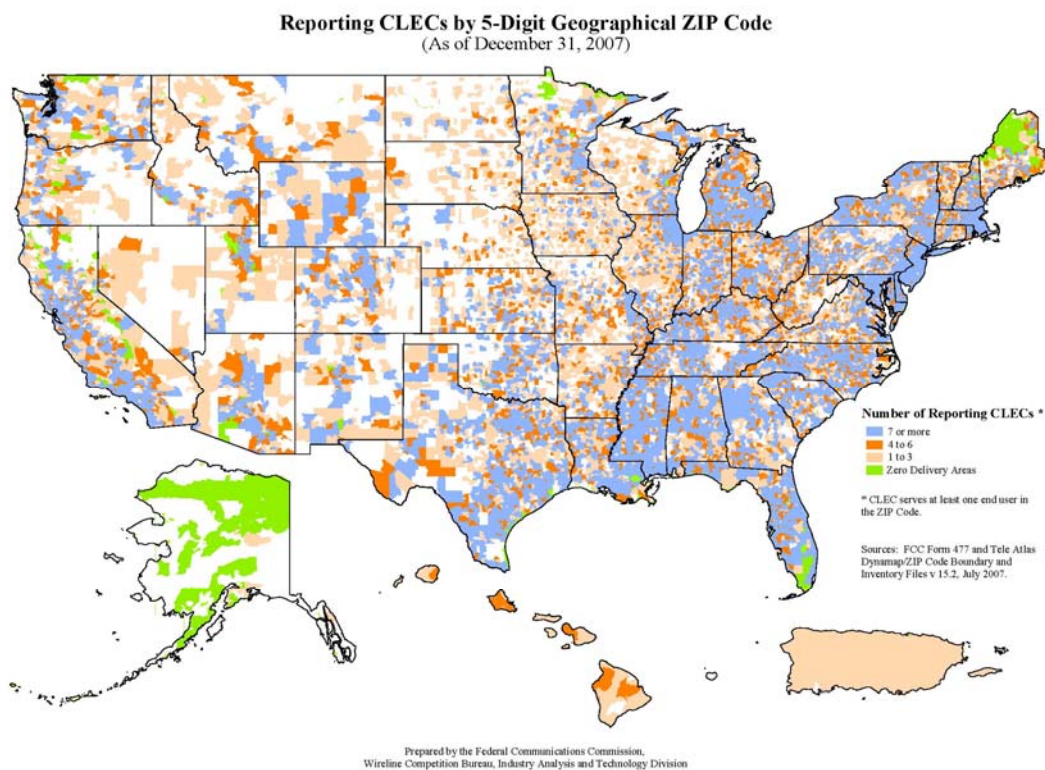 Reporting CLECs by 5-Digit Geographical ZIP Code
(As of December 31, 2007)
Number of Reporting CLECs *
7 or more
4 to 6
1 to 3
Zero Delivery Areas
* CLEC serves at least one end user in
the ZIP Code.
Sources: FCC Form 477 and Tele Atlas
Dynamap/ZIP Code Boundary and
Inventory Files v 15.2, July 2007.
Prepared by the Federal Communications Commission,
Wireline Competition Bureau, Industry Analysis and Technology Division